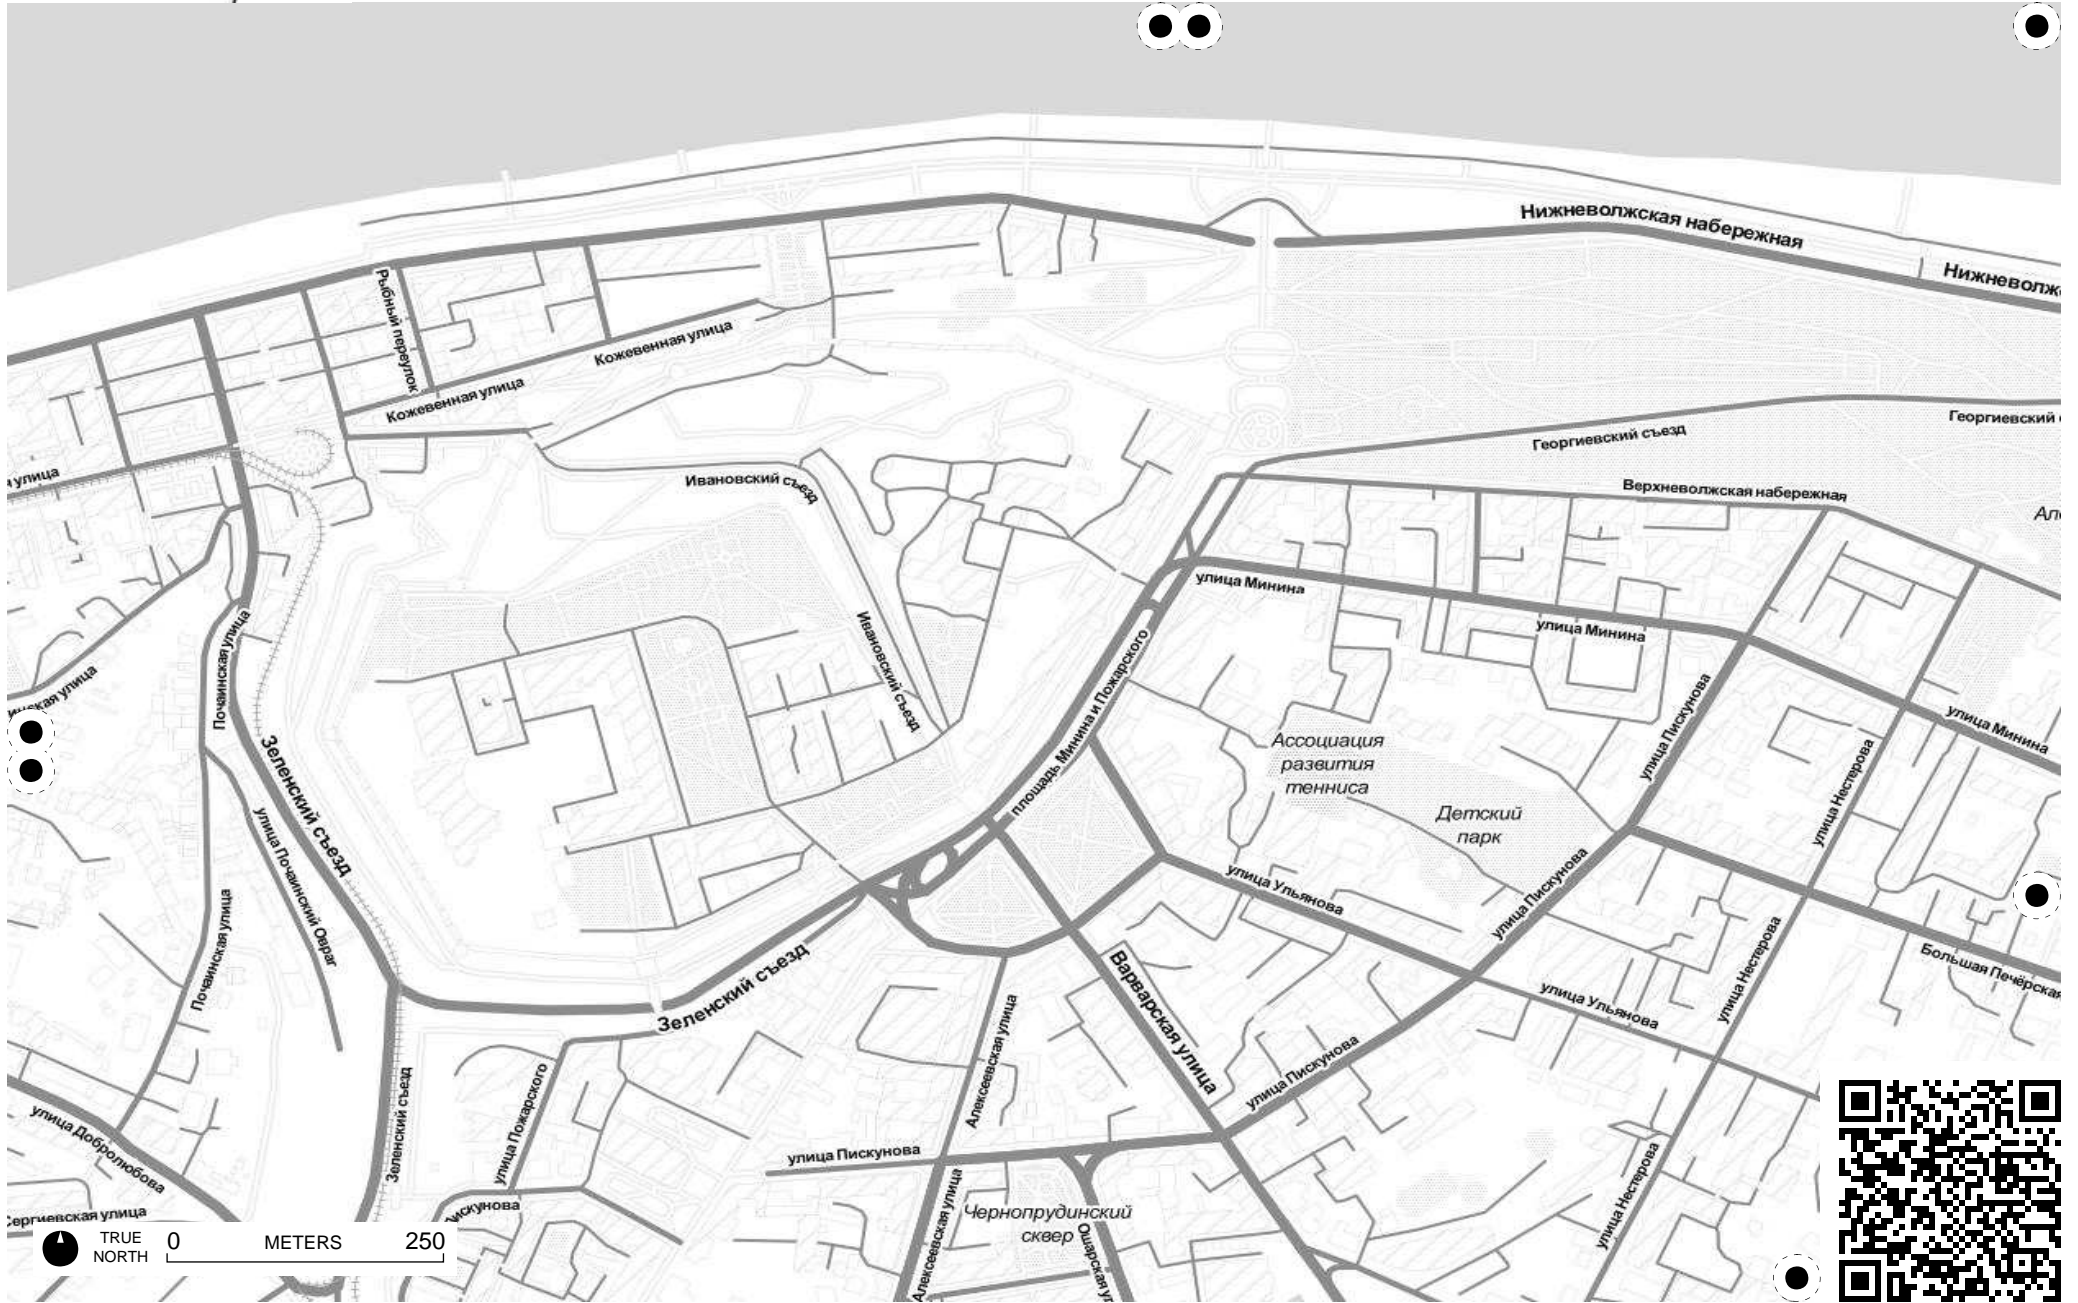 Нижневолжская набережная
Рыбный переулок
Кожевенная улица
Кожевенная улица
Георгиевский съезд
Георгиевский
улица
Ивановский съезд
Верхневолжская набережная
улица Минина
улица Минина
Почаинская улица
Ивановский съезд
площадь Минина и Пожарского
улица Пискунова
улица Минина
Зеленский съезд
Ассоциация
развития
тенниса
улица Нестерова
Детский
парк
улица Почаинский Овраг
улица Ульянова
улица Пискунова
Почаинская улица
Зеленский съезд
Варварская улица
улица Нестерова
Большая Печёрская
улица Ульянова
Алексеевская улица
улица Пискунова
Зеленский съезд
улица Пожарского
улица Добролюбова
улица Пискунова
улица Нестерова
Алексеевская улица
Чернопрудинский
сквер
Ошарская
Сергиевская улица
TRUE
NORTH
0 METERS 250